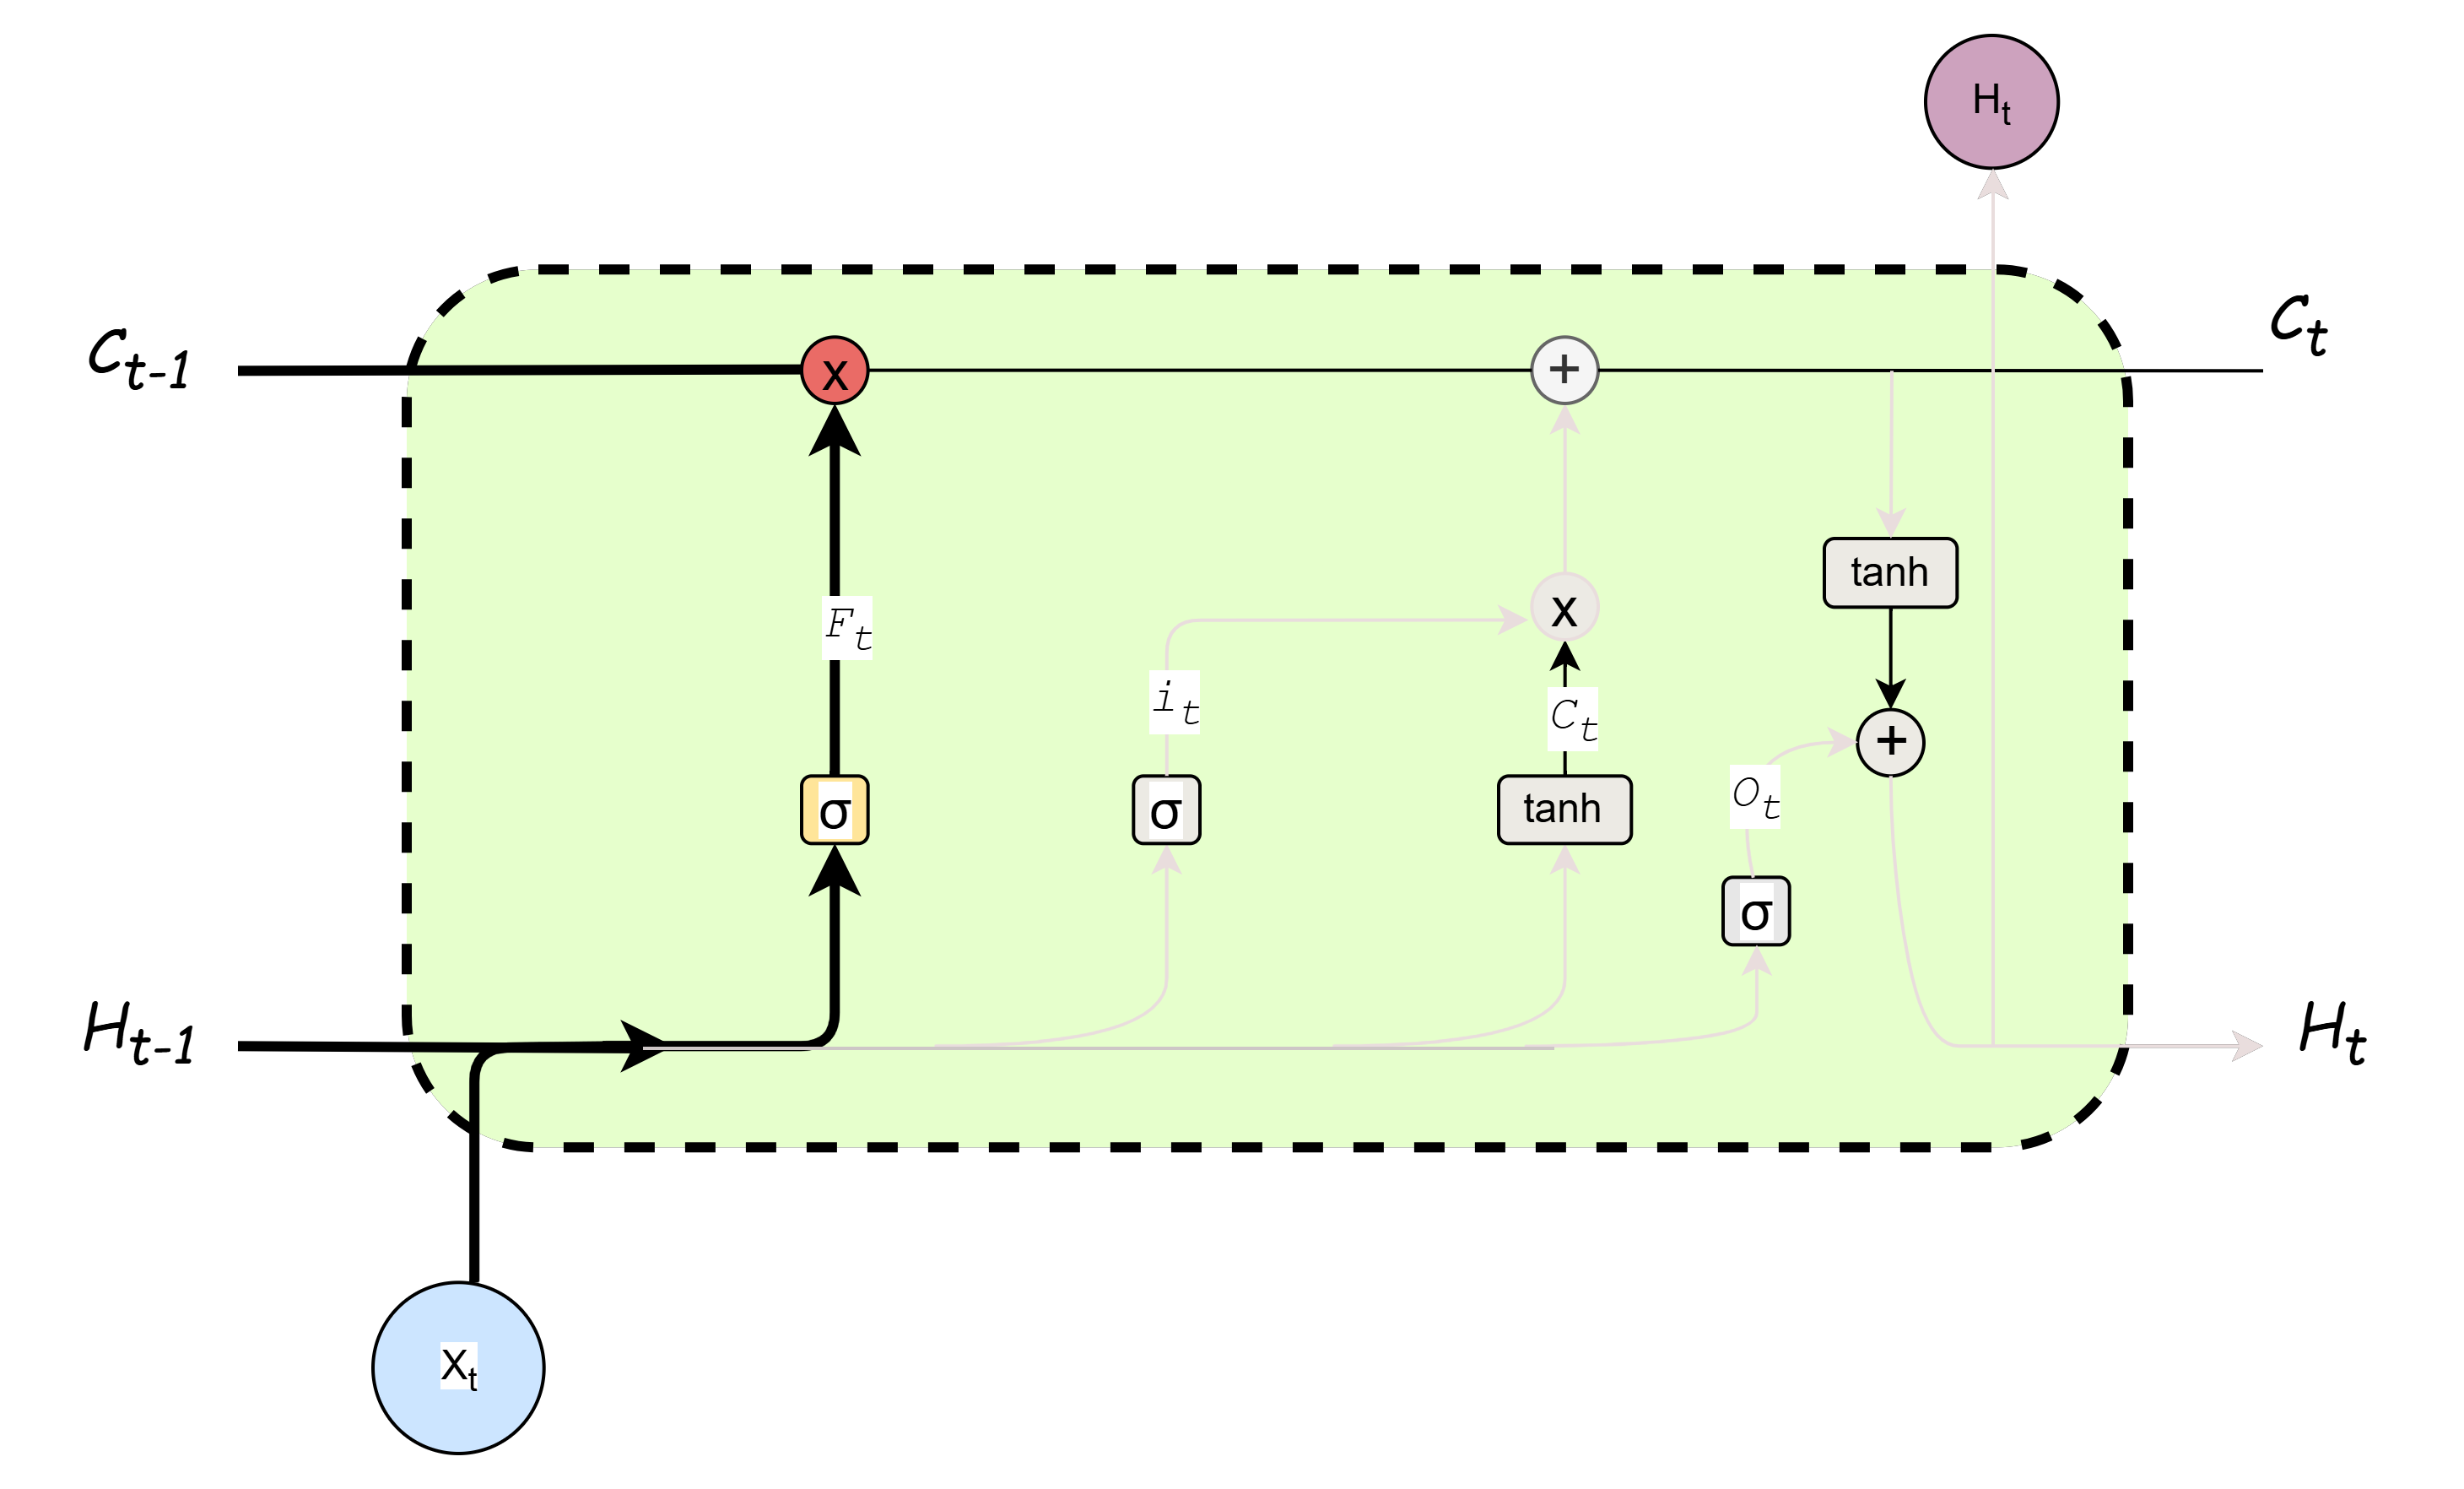 H_t
C_t
C_{t-1}
x
+
tanh
F_t
x
i_t
C_t
+
O_t
σ
σ
tanh
σ
H_{t-1}
H_t
X_t